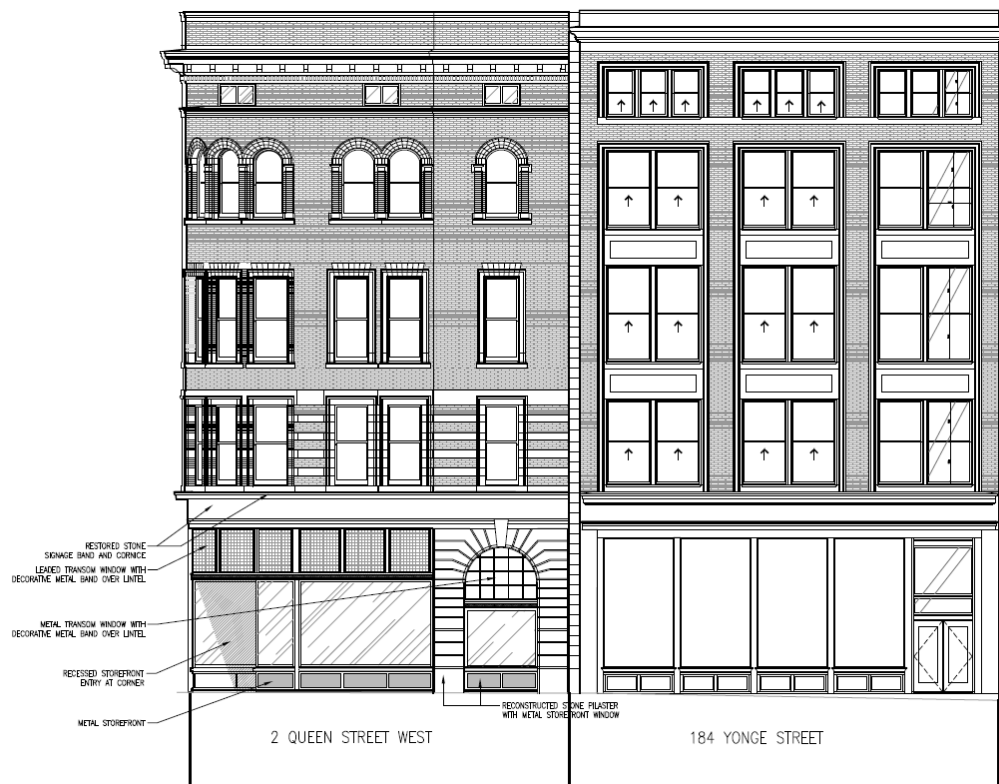 RESTORED STONE
SIGNAGE BAND AND CORNICE
LEADED TRANSOM WINDOW WITH
DECORATIVE METAL BAND OVER LINTEL
METAL TRANSOM WINDOW WITH
DECORATIVE METAL BAND OVER LINTEL
RECESSED STOREFRONT
ENTRY AT CORNER
METAL STOREFRONT
RECONSTRUCTED STONE PILASTER
WITH METAL STOREFRONT WINDOW
2 QUEEN STREET WEST
184 YONGE STREET